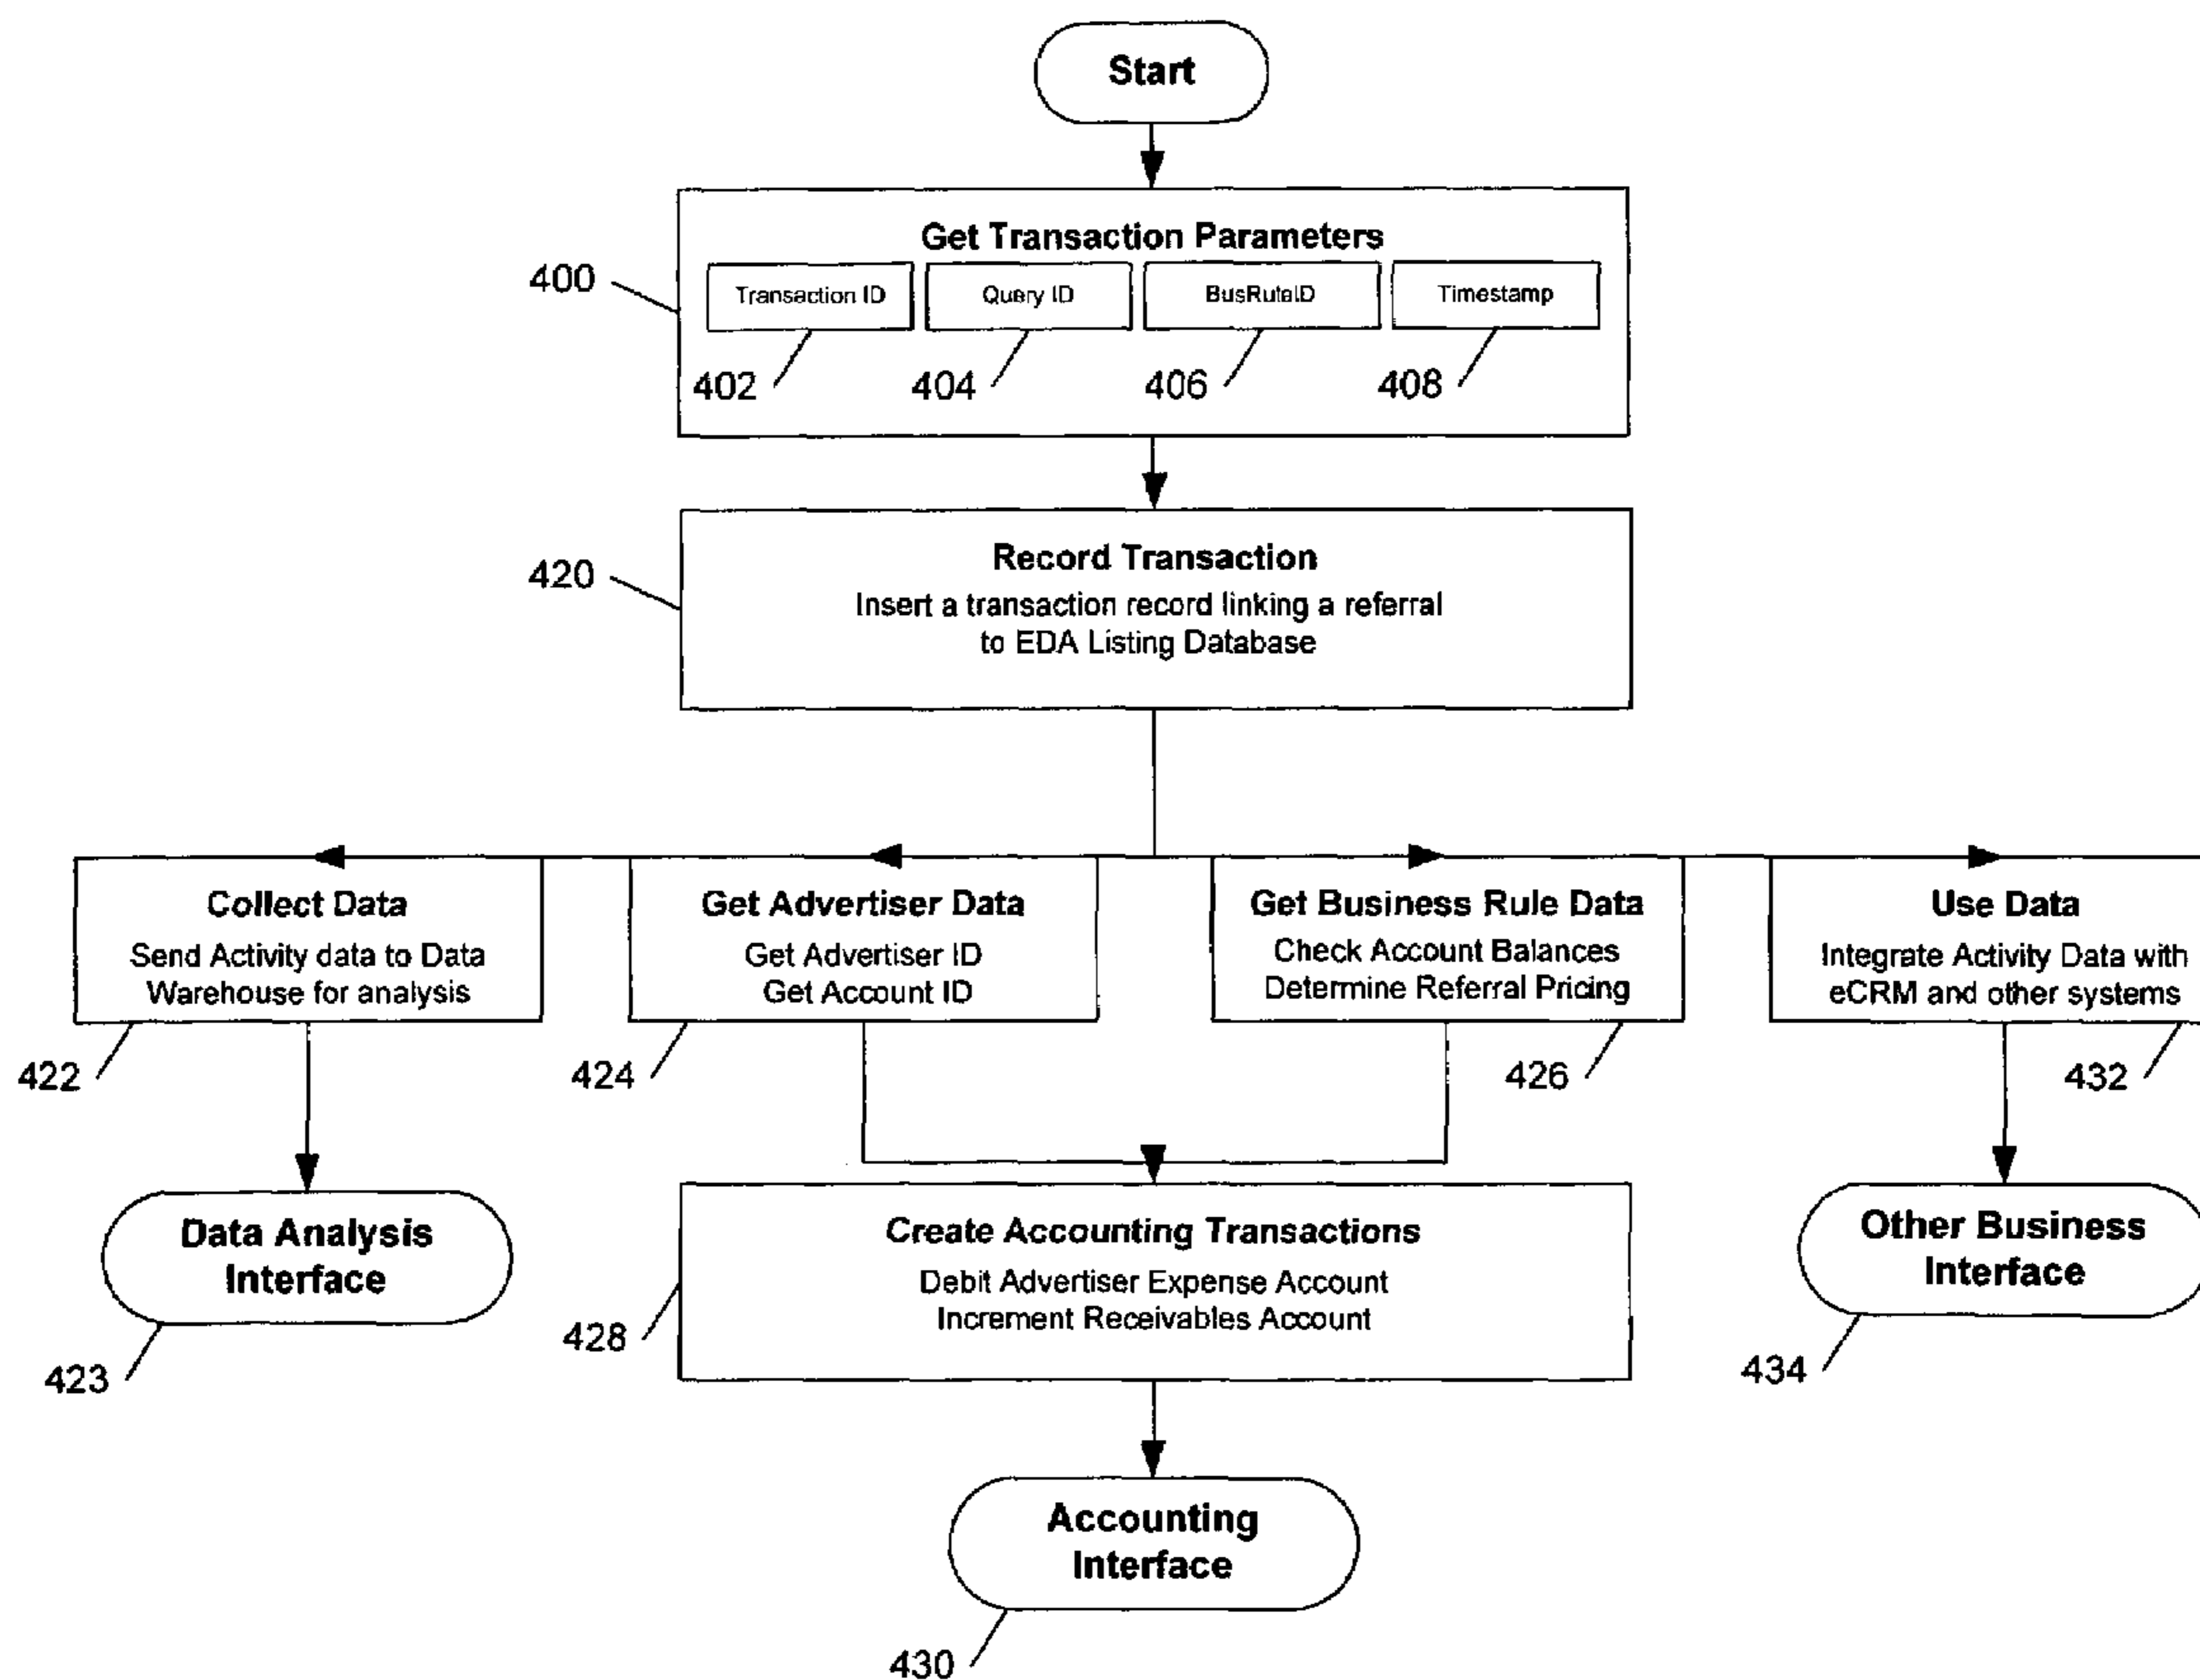 Start
Get Transaction Parameters
400
Transaction ID
Query ID
BusRuleID
Timestamp
402
404
406
408
Record Transaction
420
Insert a transaction record linking a referral
to EDA Listing Database
Collect Data
Send Activity data to Data
Warehouse for analysis
422
Get Advertiser Data
Get Advertiser ID
Get Account ID
424
Get Business Rule Data
Check Account Balances
Determine Referral Pricing
426
Use Data
Integrate Activity Data with
eCRM and other systems
432
Data Analysis
Interface
423
Create Accounting Transactions
Debit Advertiser Expense Account
Increment Receivables Account
428
Other Business
Interface
434
Accounting
Interface
430